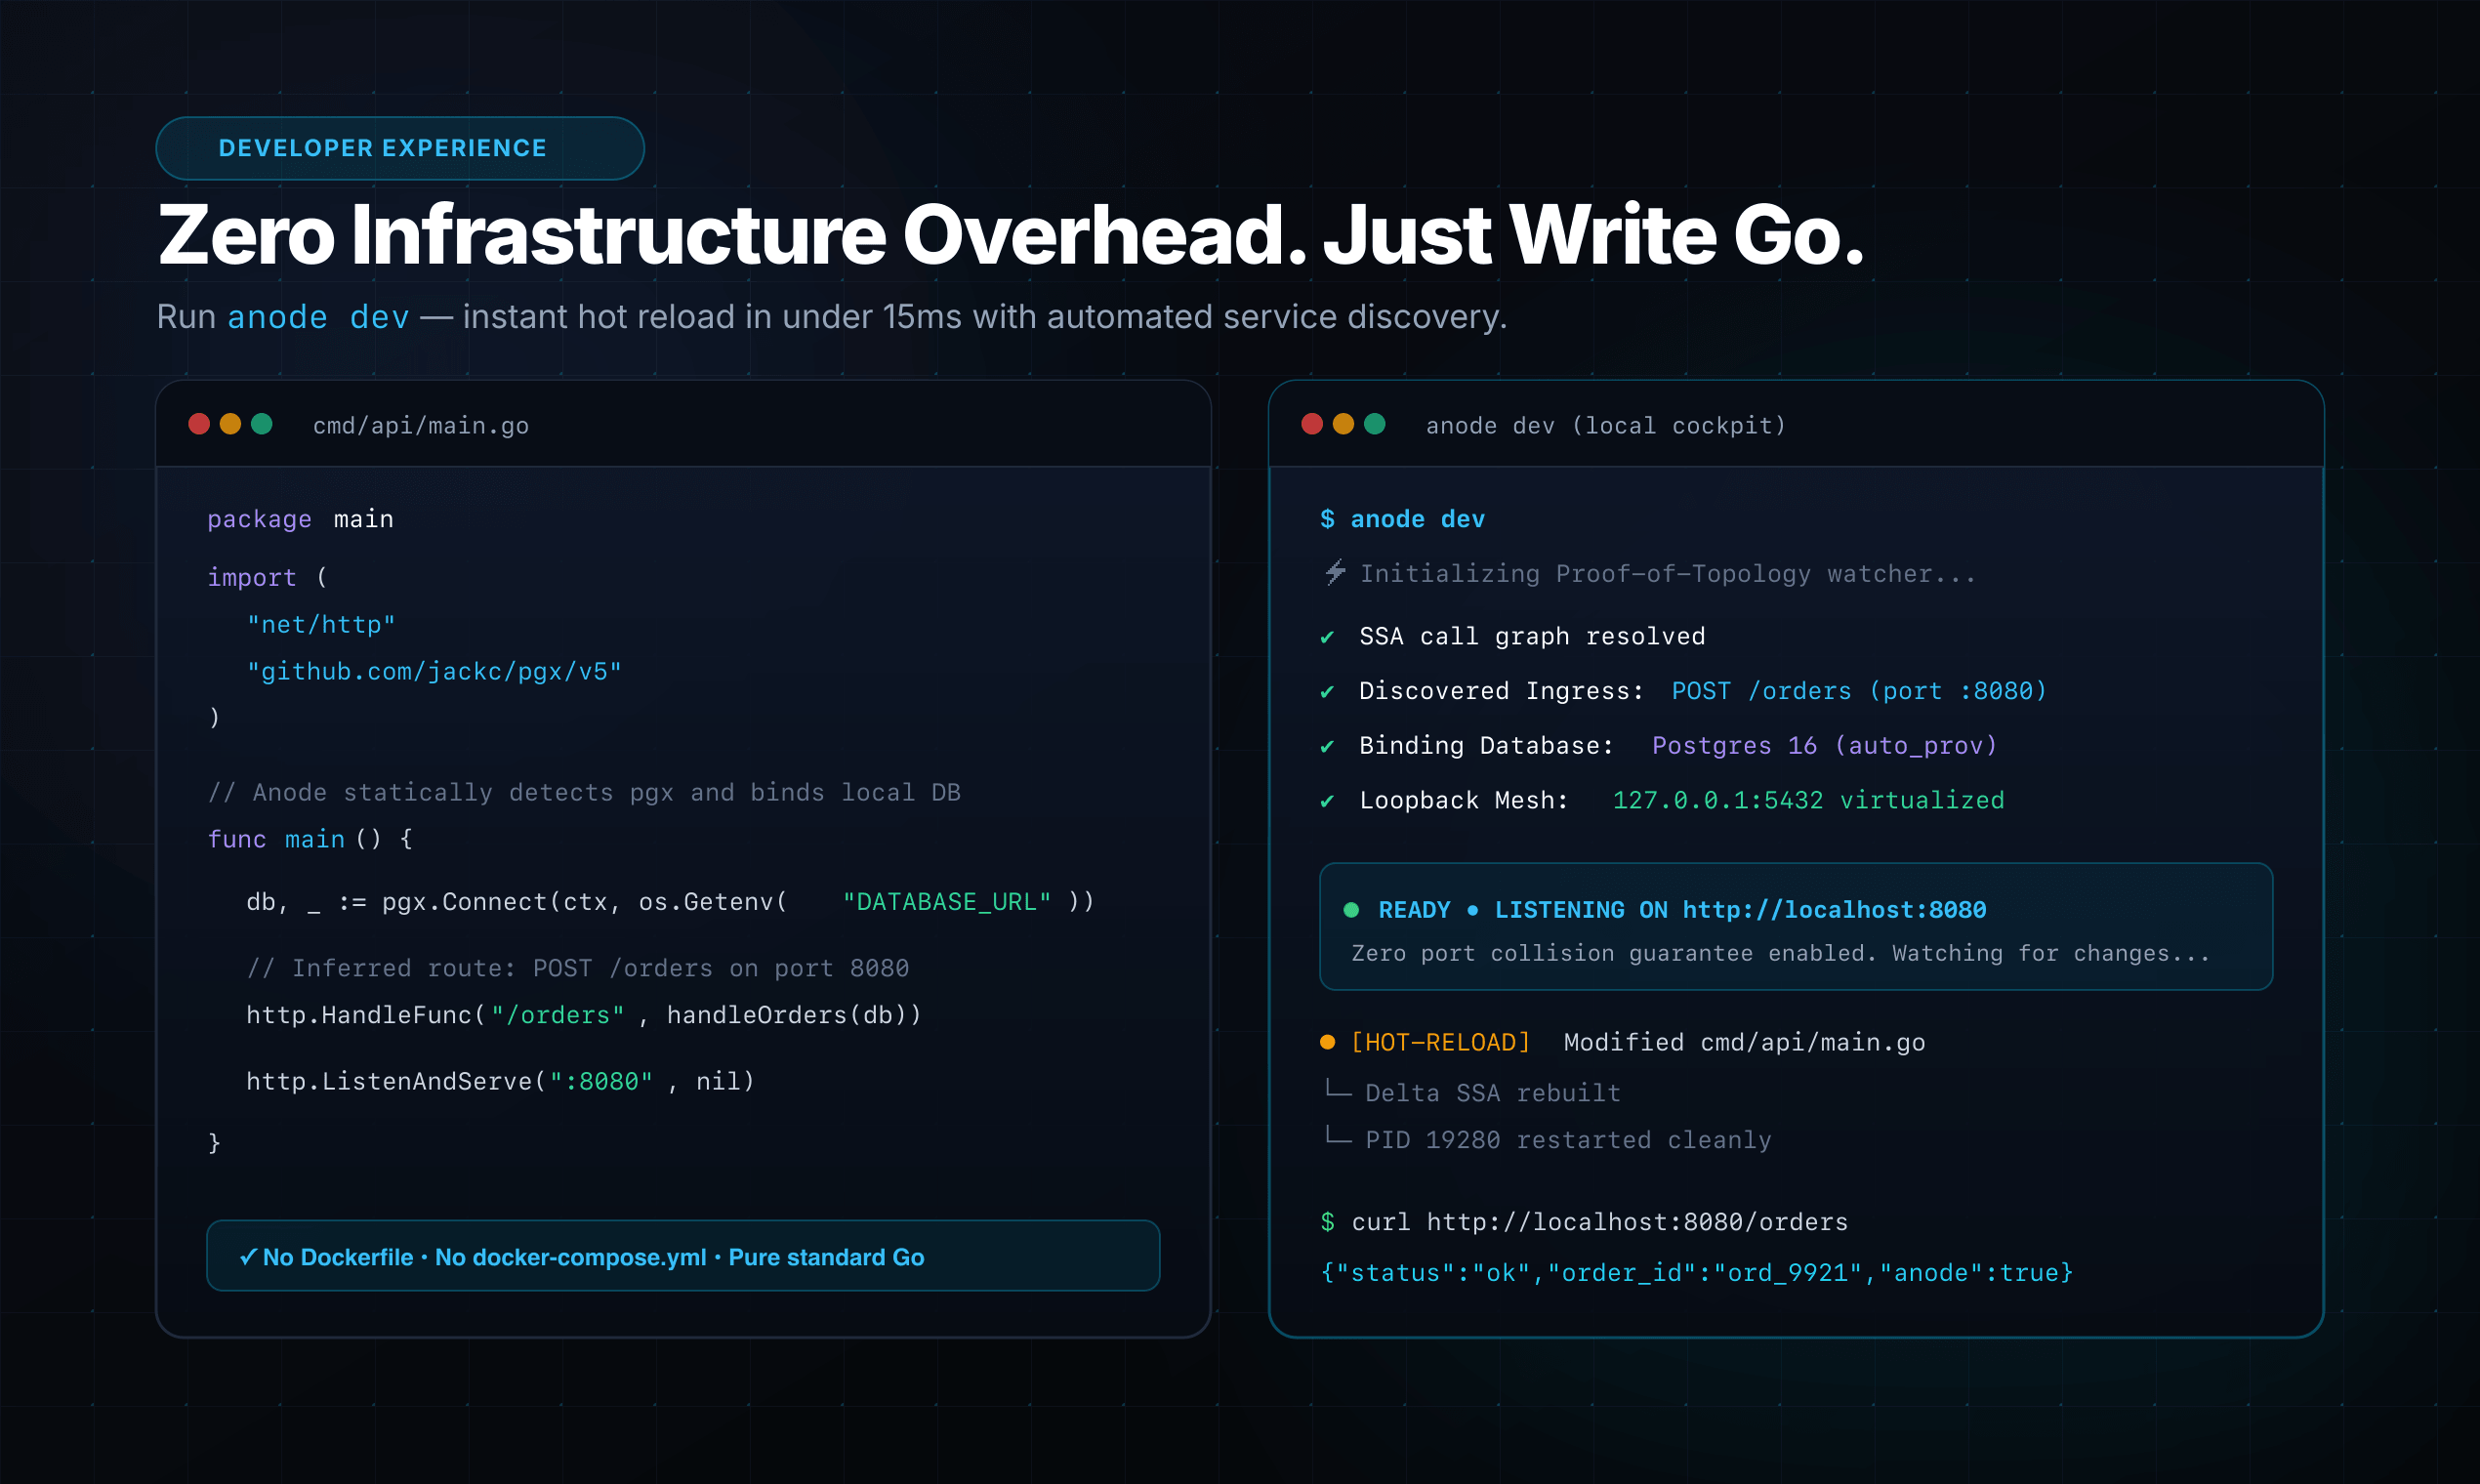 DEVELOPER EXPERIENCE
Zero Infrastructure Overhead. Just Write Go.
Run anode dev — instant hot reload in under 15ms with automated service discovery.
cmd/api/main.go
package main
import (
"net/http"
"github.com/jackc/pgx/v5"
)
// Anode statically detects pgx and binds local DB
func main() {
db, _ := pgx.Connect(ctx, os.Getenv( "DATABASE_URL" ))
// Inferred route: POST /orders on port 8080
http.HandleFunc("/orders" , handleOrders(db))
http.ListenAndServe(":8080" , nil)
}
✓ No Dockerfile • No docker-compose.yml • Pure standard Go
anode dev (local cockpit)
$ anode dev
⚡ Initializing Proof-of-Topology watcher...
✔ SSA call graph resolved
✔ Discovered Ingress: POST /orders (port :8080)
✔ Binding Database: Postgres 16 (auto_prov)
✔ Loopback Mesh: 127.0.0.1:5432 virtualized
● READY • LISTENING ON http://localhost:8080
Zero port collision guarantee enabled. Watching for changes...
● [HOT-RELOAD] Modified cmd/api/main.go
└─ Delta SSA rebuilt
└─ PID 19280 restarted cleanly
$ curl http://localhost:8080/orders
{"status":"ok","order_id":"ord_9921","anode":true}